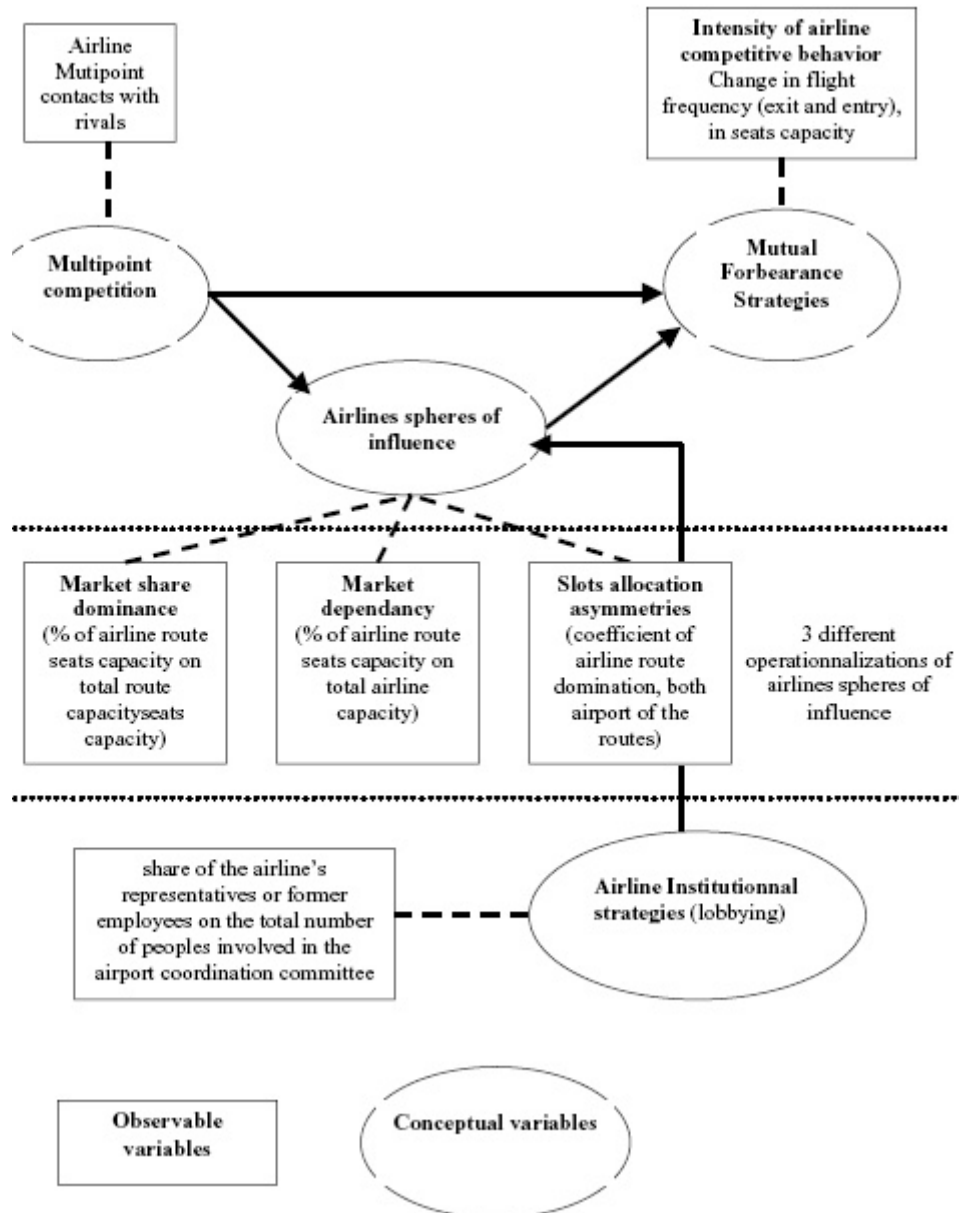 Airline
Mutipoint
contacts with
rivals
Intensity of airline
competitive behavior
Change in flight
frequency (exit and entry),
in seats capacity
Multipoint
competition
Mutual
Forbearance
Strategies
Airlines spheres of
influence
Market share
dominance
(% of airline route
seats capacity on
total route
capacityseats
capacity)
Market
dependancy
(% of airline route
seats capacity on
total airline
capacity)
Slots allocation
asymmetries
(coefficient of
airline route
domination, both
airport of the
routes)
3 different
operationnalizations of
airlines spheres of
influence
share of the airline's
representatives or former
employees on the total number
of peoples involved in the
airport coordination committee
Airline Institutionnal
strategies (lobbying)
Observable
variables
Conceptual variables